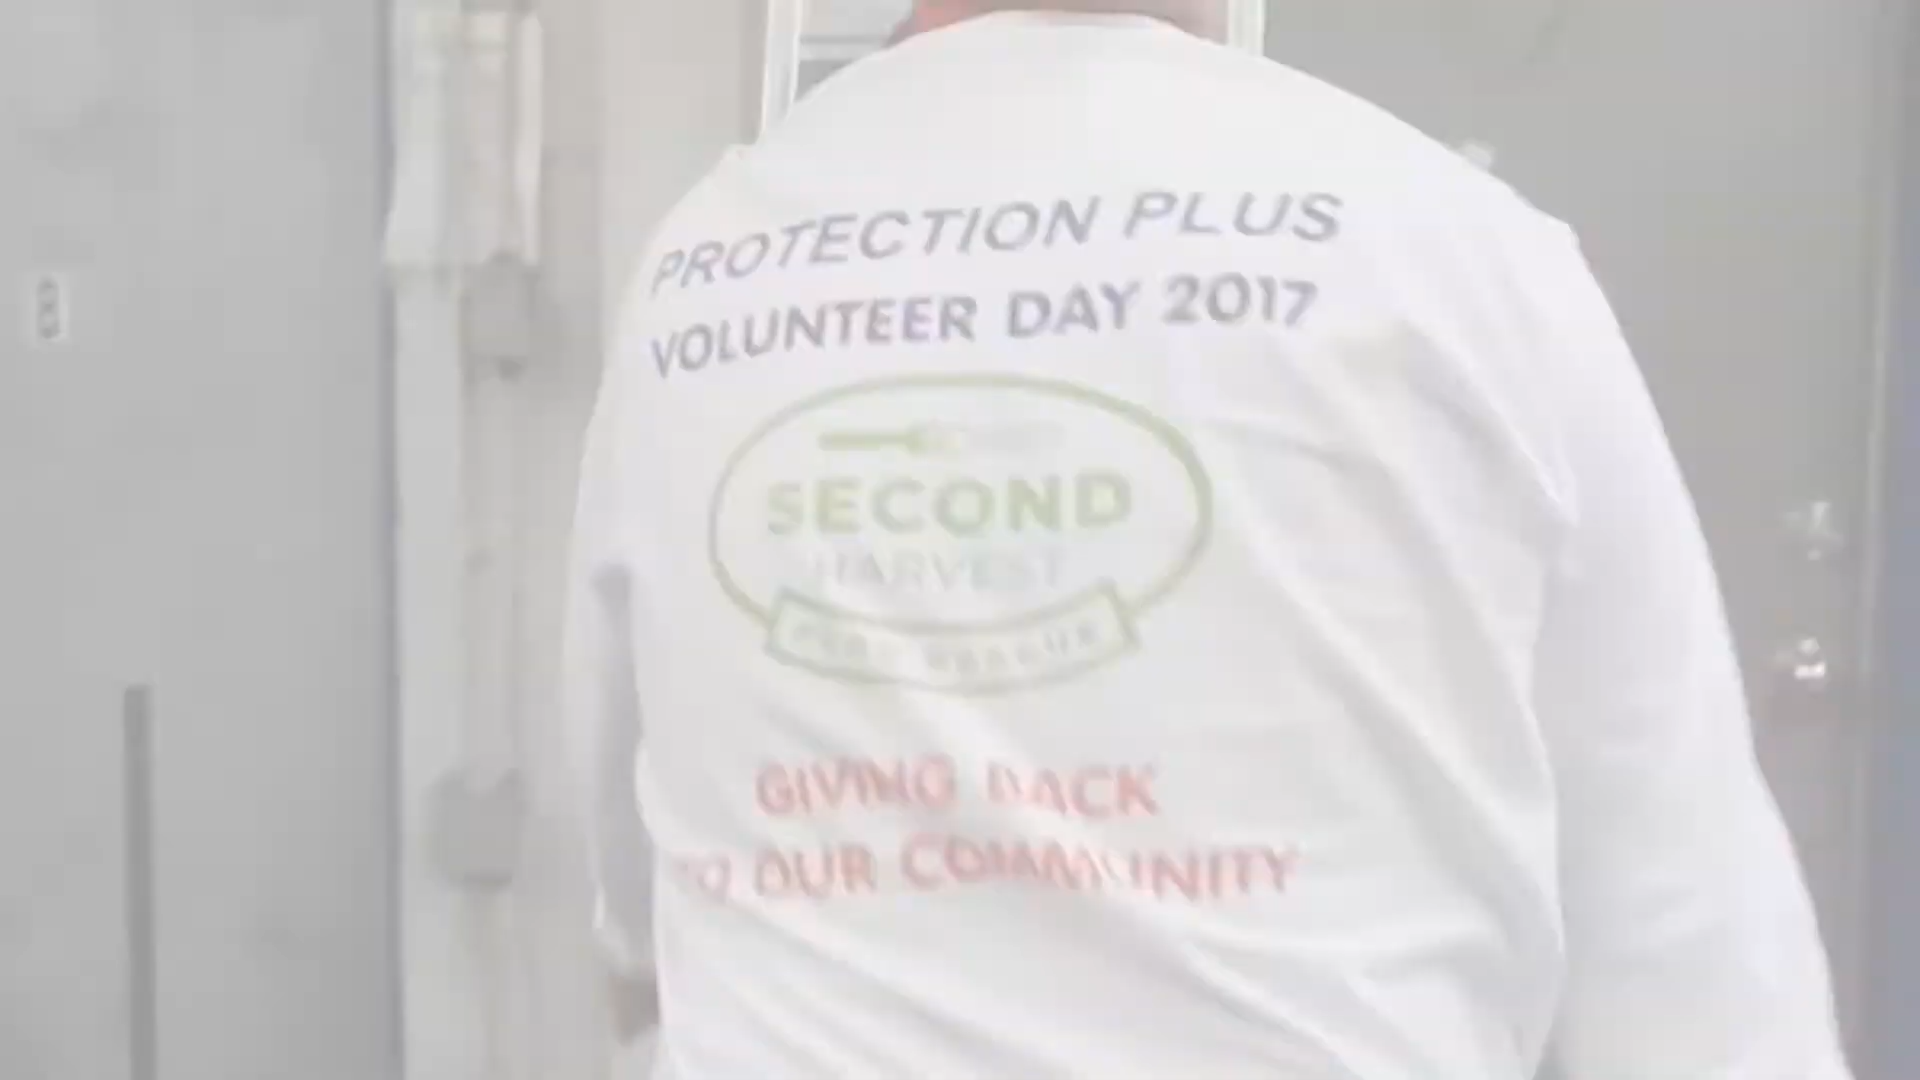 PROTECTION PLUS
VOLUNTEER DAY 2017
SECOND
HARVEST
GIVING BACK
TO OUR COMMUNITY